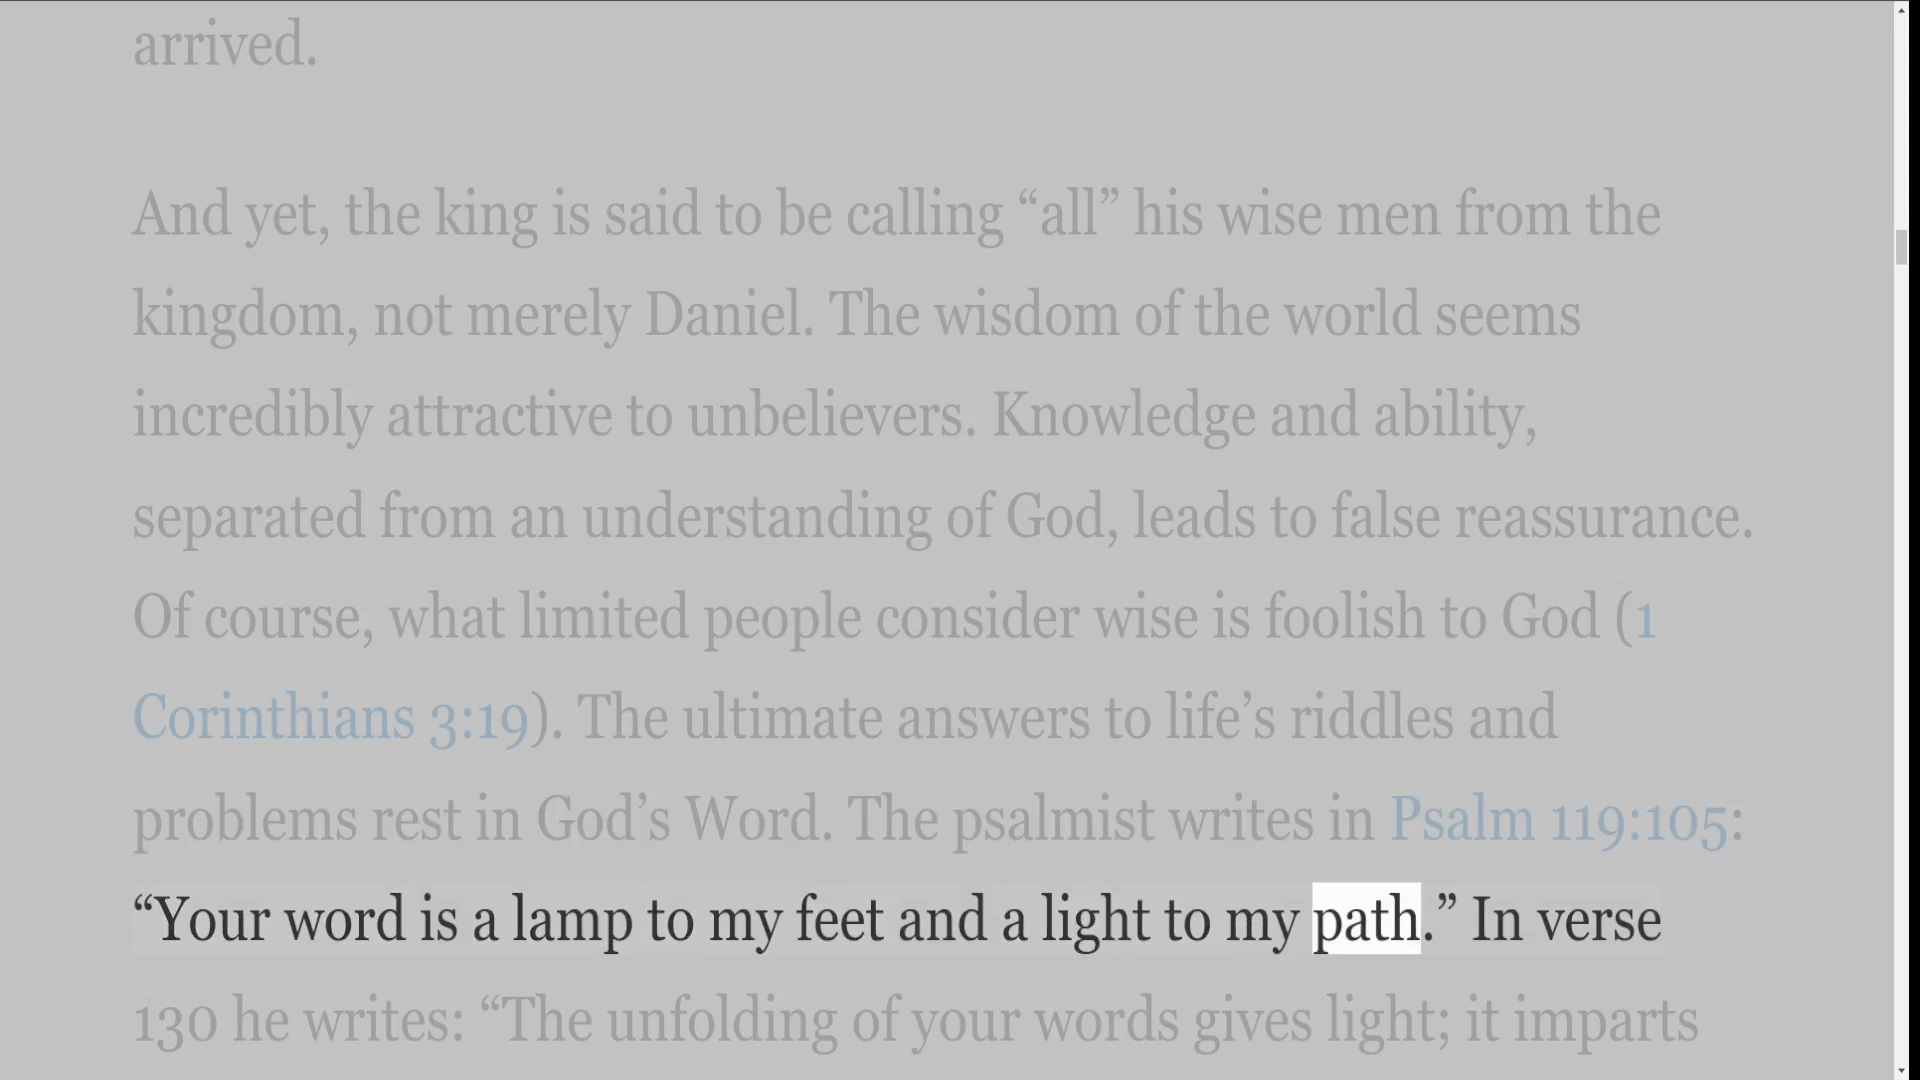 arrived.
And yet, the king is said to be calling “all” his wise men from the
kingdom, not merely Daniel. The wisdom of the world seems
incredibly attractive to unbelievers. Knowledge and ability,
separated from an understanding of God, leads to false reassurance.
Of course, what limited people consider wise is foolish to God (1
Corinthians 3:19). The ultimate answers to life’s riddles and
problems rest in God’s Word. The psalmist writes in Psalm 119:105:
“Your word is a lamp to my feet and a light to my path.” In verse
130 he writes: “The unfolding of your words gives light; it imparts